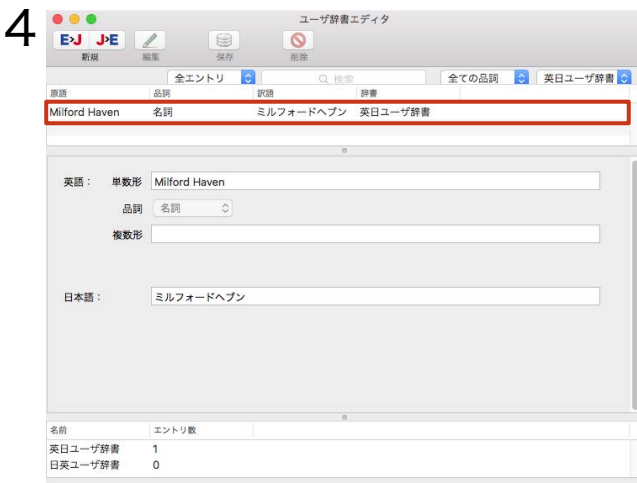 4
ユーザ辞書エディタ
E›J J›E
新規 編集 保存 削除
全エントリ 検索 全ての品詞 英日ユーザ辞書
原語 品詞 訳語 辞書
Milford Haven 名詞 ミルフォードヘブン 英日ユーザ辞書
英語： 単数形 Milford Haven
品詞 名詞
複数形
日本語： ミルフォードヘブン
名前 エントリ数
英日ユーザ辞書 1
日英ユーザ辞書 0